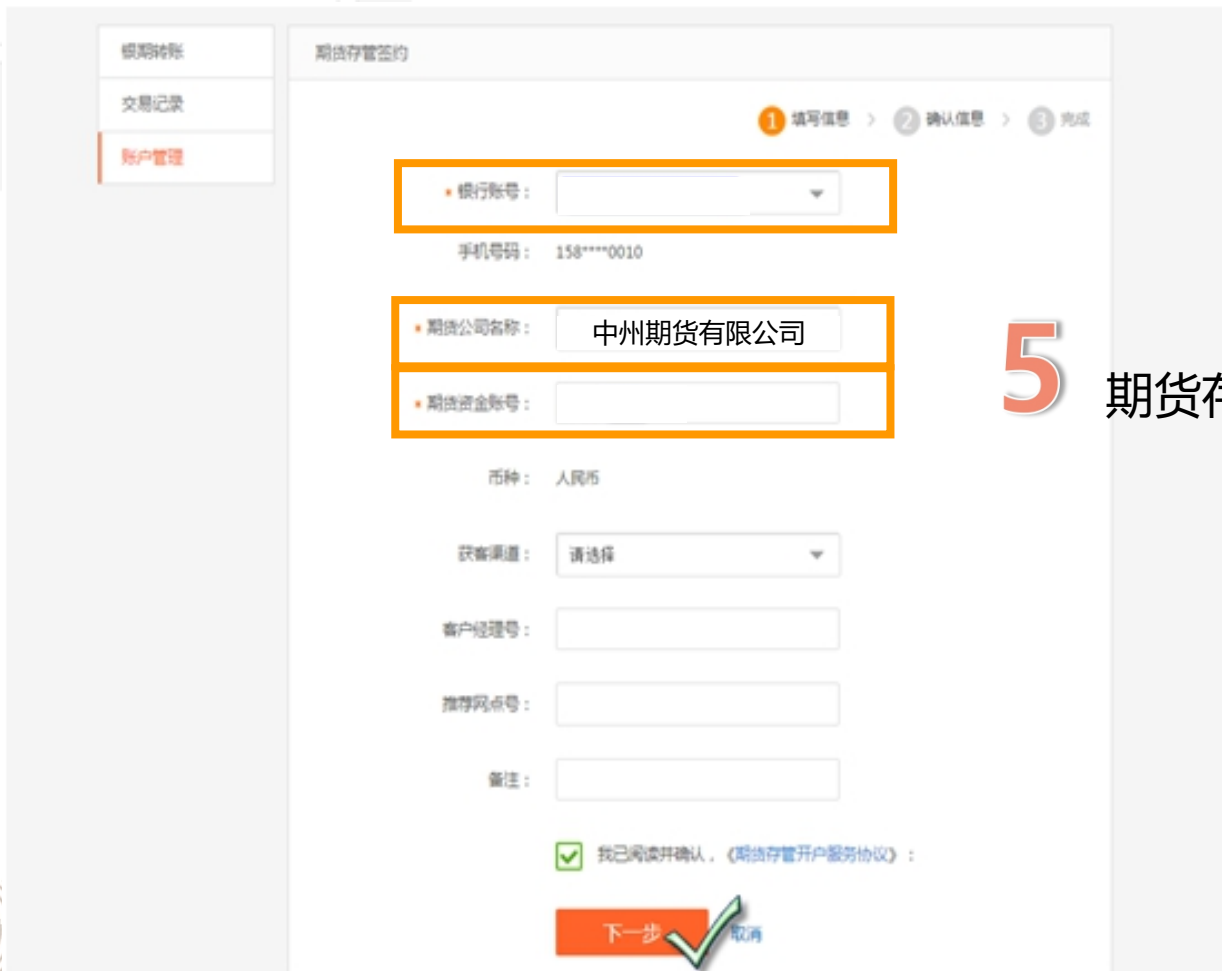 银期转账
交易记录
账户管理
期货存管签约
1 填写信息 > 2 确认信息 > 3 完成
• 银行账号：
手机号码： 158****0010
• 期货公司名称： 中州期货有限公司
• 期货资金账号：
币种： 人民币
获客渠道： 请选择
客户经理号：
推荐网点号：
备注：
我已阅读并确认，《期货存管开户服务协议》：
下一步 取消
5 期货存